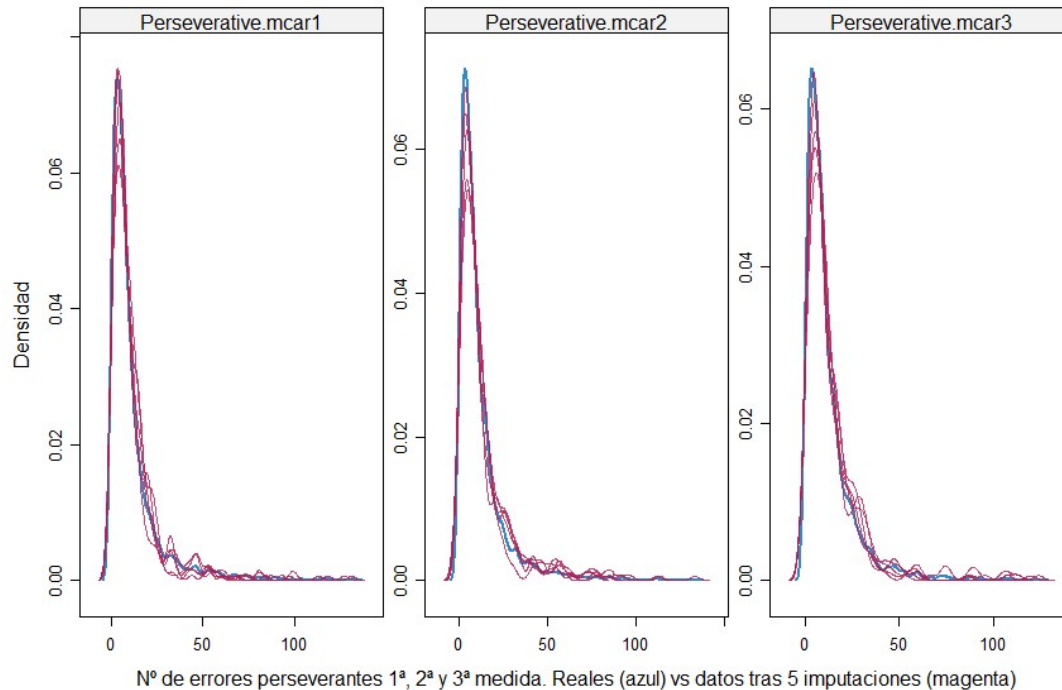 Perseverative.mcar1
Perseverative.mcar2
Perseverative.mcar3
Densidad
0.00
0.02
0.04
0.06
0.00
0.02
0.04
0.06
0.00
0.02
0.04
0.06
0 50 100
0 50 100
0 50 100
Nº de errores perseverantes 1ª, 2ª y 3ª medida. Reales (azul) vs datos tras 5 imputaciones (magenta)